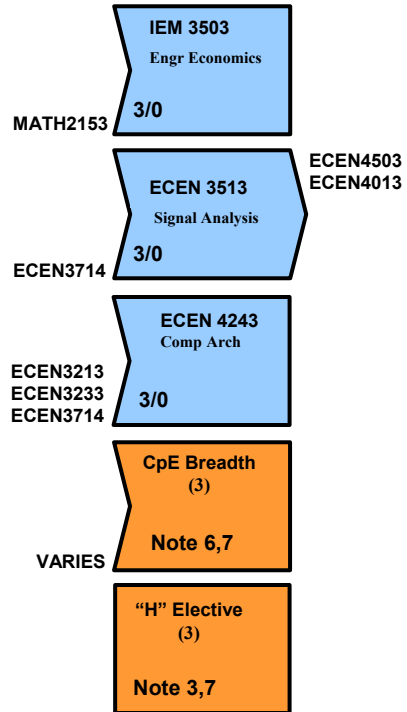 IEM 3503
Engr Economics
3/0
MATH2153
ECEN4503
ECEN4013
ECEN 3513
Signal Analysis
3/0
ECEN3714
ECEN 4243
Comp Arch
ECEN3213
ECEN3233
ECEN3714
3/0
CpE Breadth
(3)
Note 6,7
VARIES
“H” Elective
(3)
Note 3,7